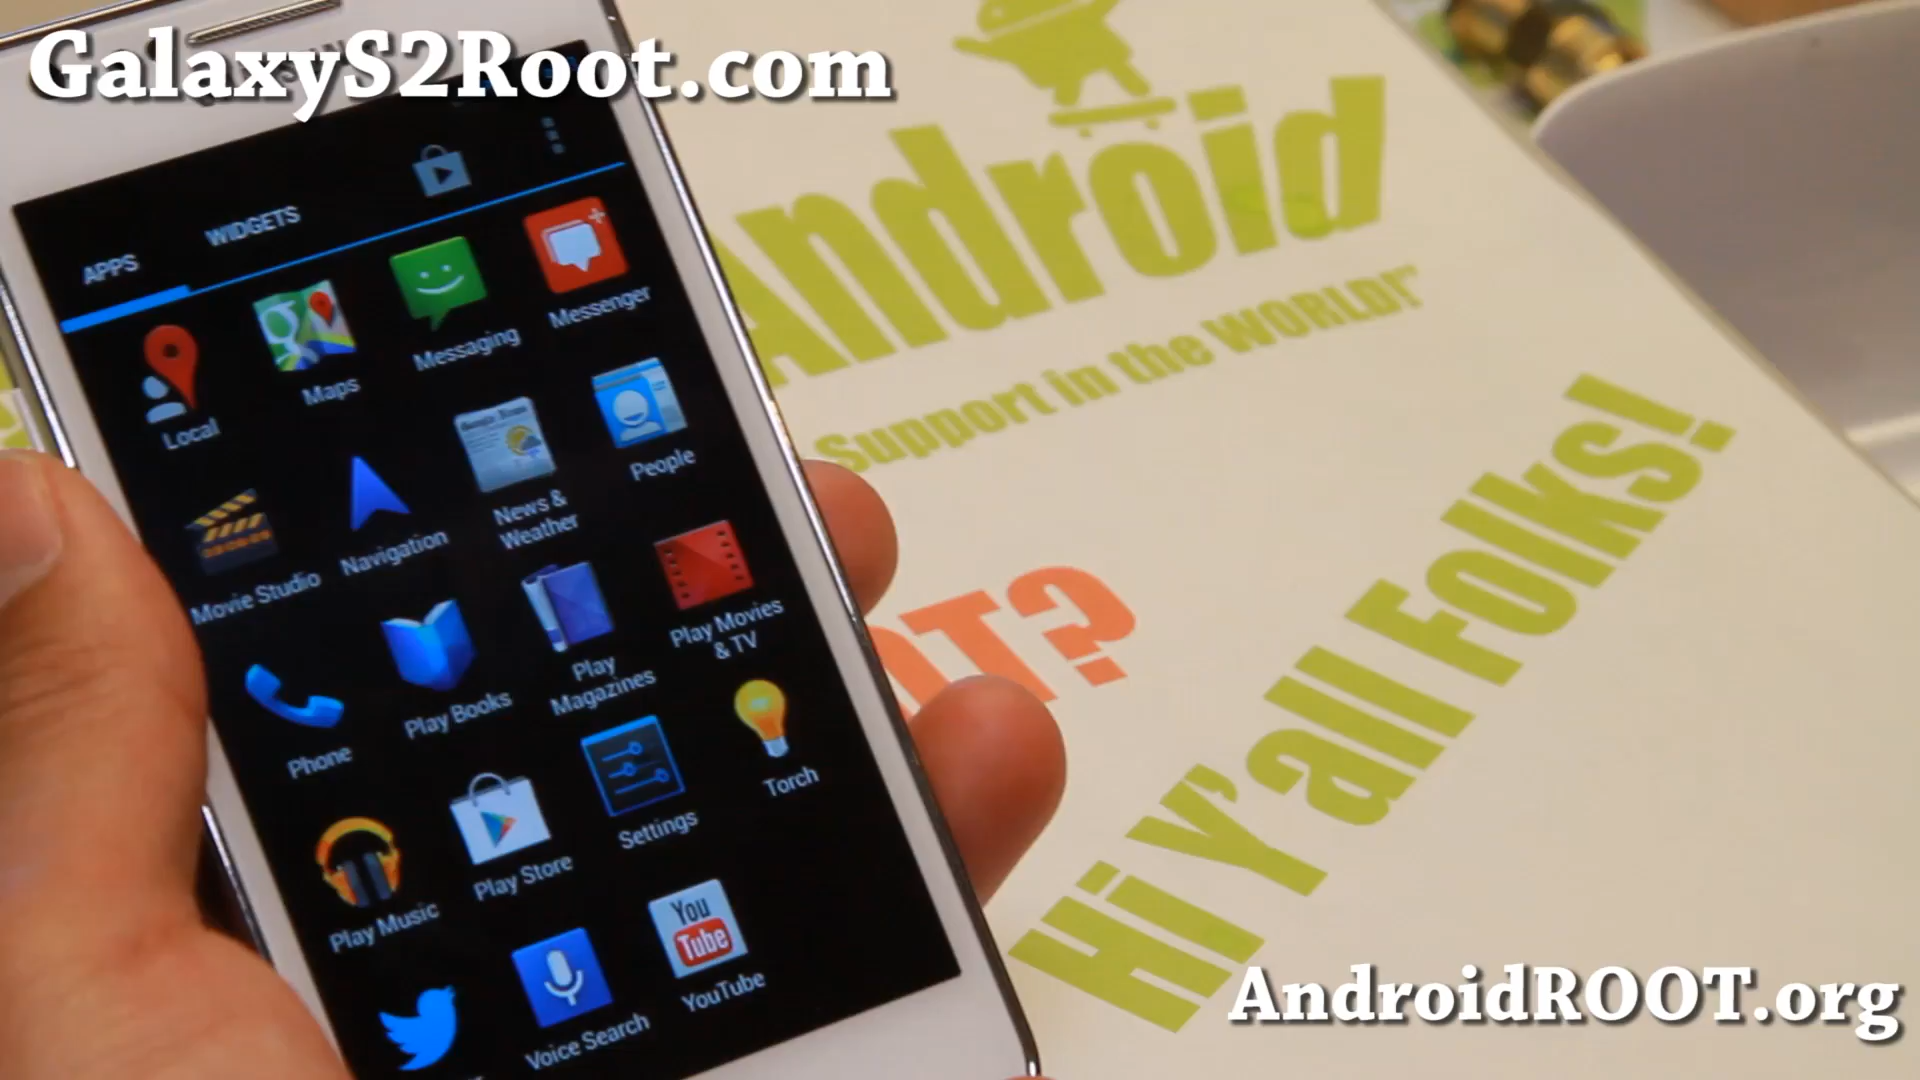 GalaxyS2Root.com
APPS WIDGETS
Local Maps Messaging Messenger
Movie Studio Navigation News & Weather People
Phone Play Books Play Magazines Play Movies & TV
Play Music Play Store Settings Torch
Voice Search YouTube
You
Tube
Android
Support in the WORLD!"
OT?
Hi Y'all Folks!
AndroidROOT.org